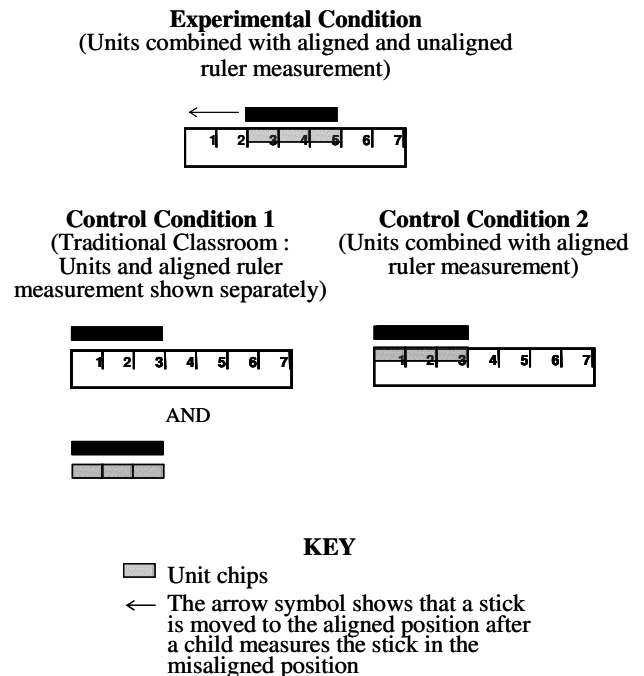 Experimental Condition
(Units combined with aligned and unaligned
ruler measurement)
1 2 3 4 5 6 7
Control Condition 1
(Traditional Classroom :
Units and aligned ruler
measurement shown separately)
Control Condition 2
(Units combined with aligned
ruler measurement)
1 2 3 4 5 6 7
1 2 3 4 5 6 7
AND
KEY
Unit chips
The arrow symbol shows that a stick
is moved to the aligned position after
a child measures the stick in the
misaligned position